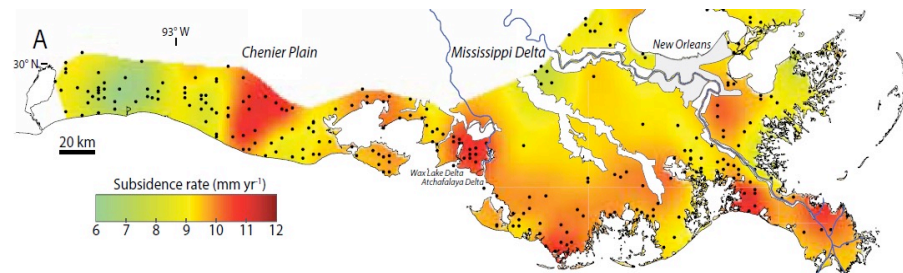 A
93° W
Chenier Plain
Mississippi Delta
New Orleans
30° N
20 km
Wax Lake Delta
Atchafalaya Delta
Subsidence rate (mm yr⁻¹)
6 7 8 9 10 11 12